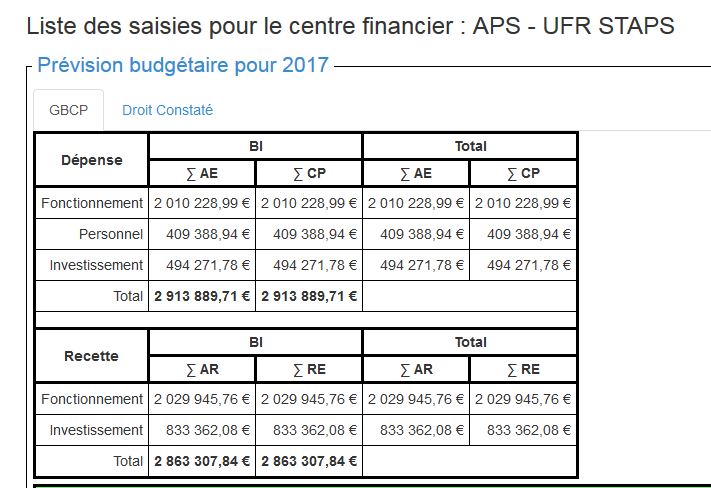 Liste des saisies pour le centre financier : APS - UFR STAPS
Prévision budgétaire pour 2017
GBCP Droit Constaté
Dépense BI Total
∑ AE ∑ CP ∑ AE ∑ CP
Fonctionnement 2 010 228,99 € 2 010 228,99 € 2 010 228,99 € 2 010 228,99 €
Personnel 409 388,94 € 409 388,94 € 409 388,94 € 409 388,94 €
Investissement 494 271,78 € 494 271,78 € 494 271,78 € 494 271,78 €
Total 2 913 889,71 € 2 913 889,71 €
Recette BI Total
∑ AR ∑ RE ∑ AR ∑ RE
Fonctionnement 2 029 945,76 € 2 029 945,76 € 2 029 945,76 € 2 029 945,76 €
Investissement 833 362,08 € 833 362,08 € 833 362,08 € 833 362,08 €
Total 2 863 307,84 € 2 863 307,84 €